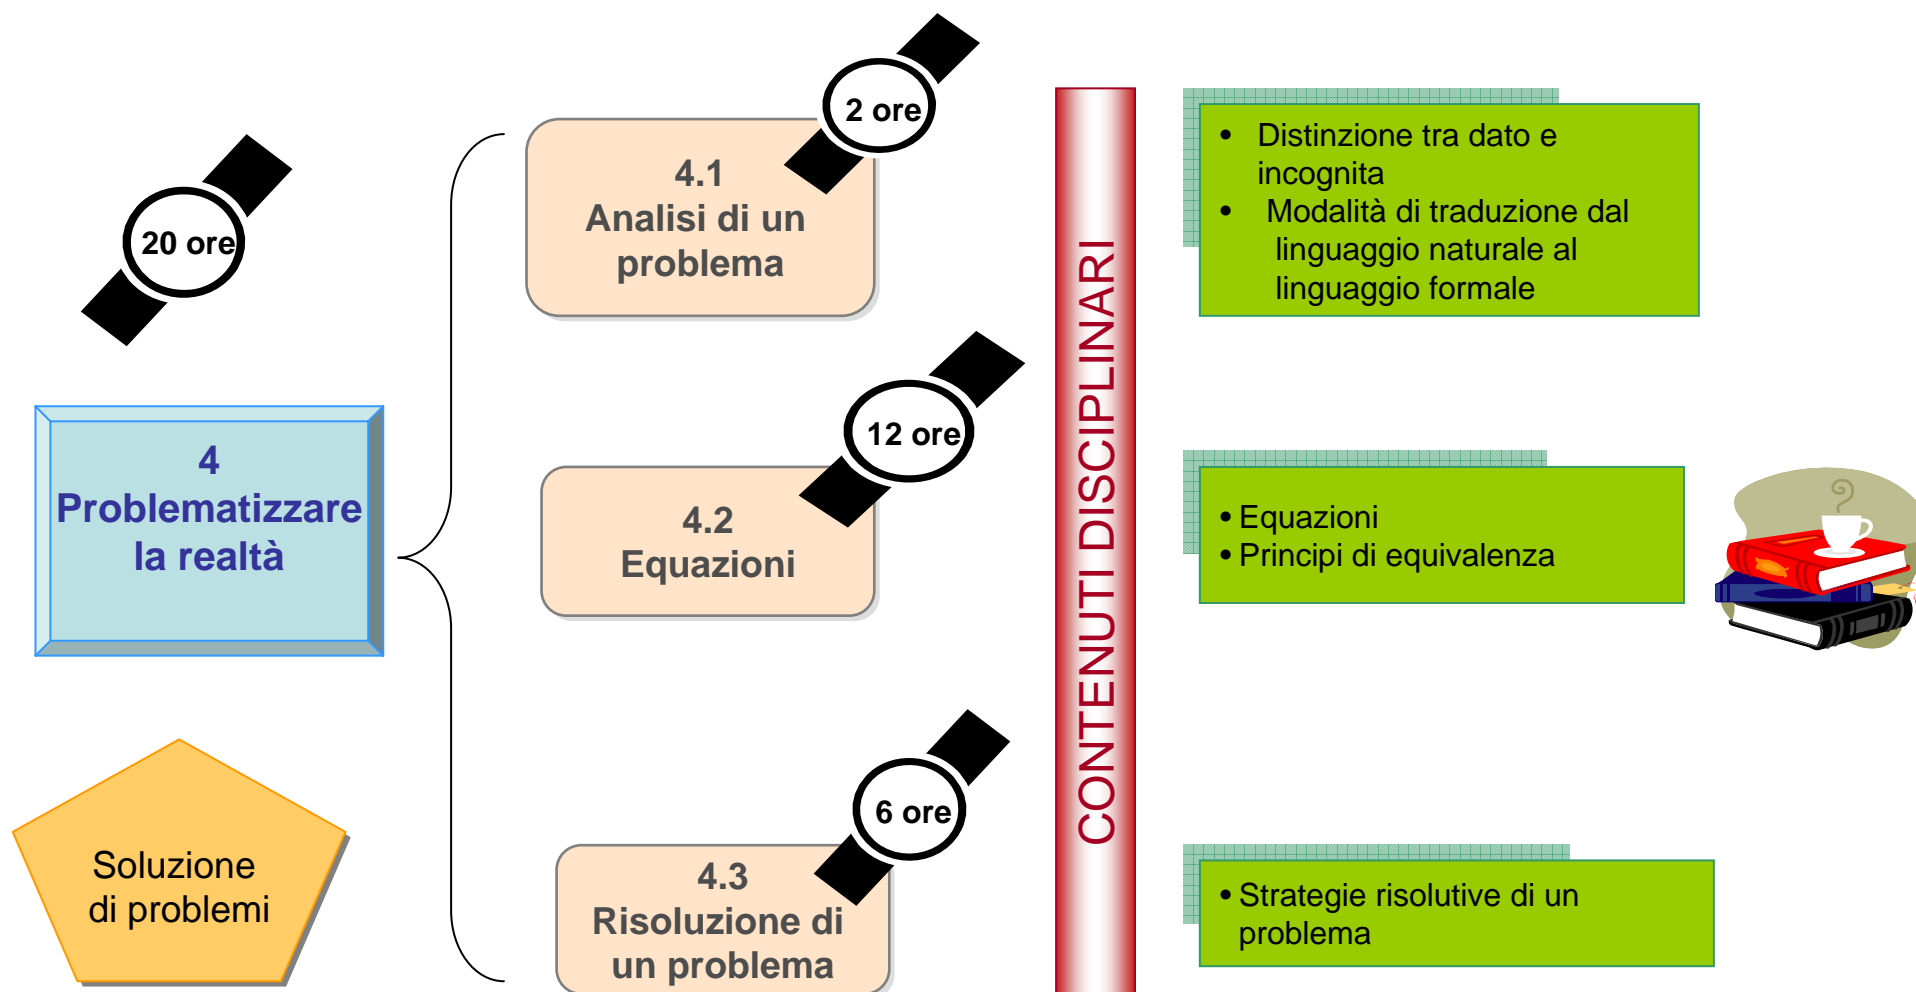 20 ore
4
Problematizzare
la realtà
Soluzione
di problemi
2 ore
4.1
Analisi di un
problema
12 ore
4.2
Equazioni
6 ore
4.3
Risoluzione di
un problema
CONTENUTI DISCIPLINARI
• Distinzione tra dato e
incognita
• Modalità di traduzione dal
linguaggio naturale al
linguaggio formale
• Equazioni
• Principi di equivalenza
• Strategie risolutive di un
problema